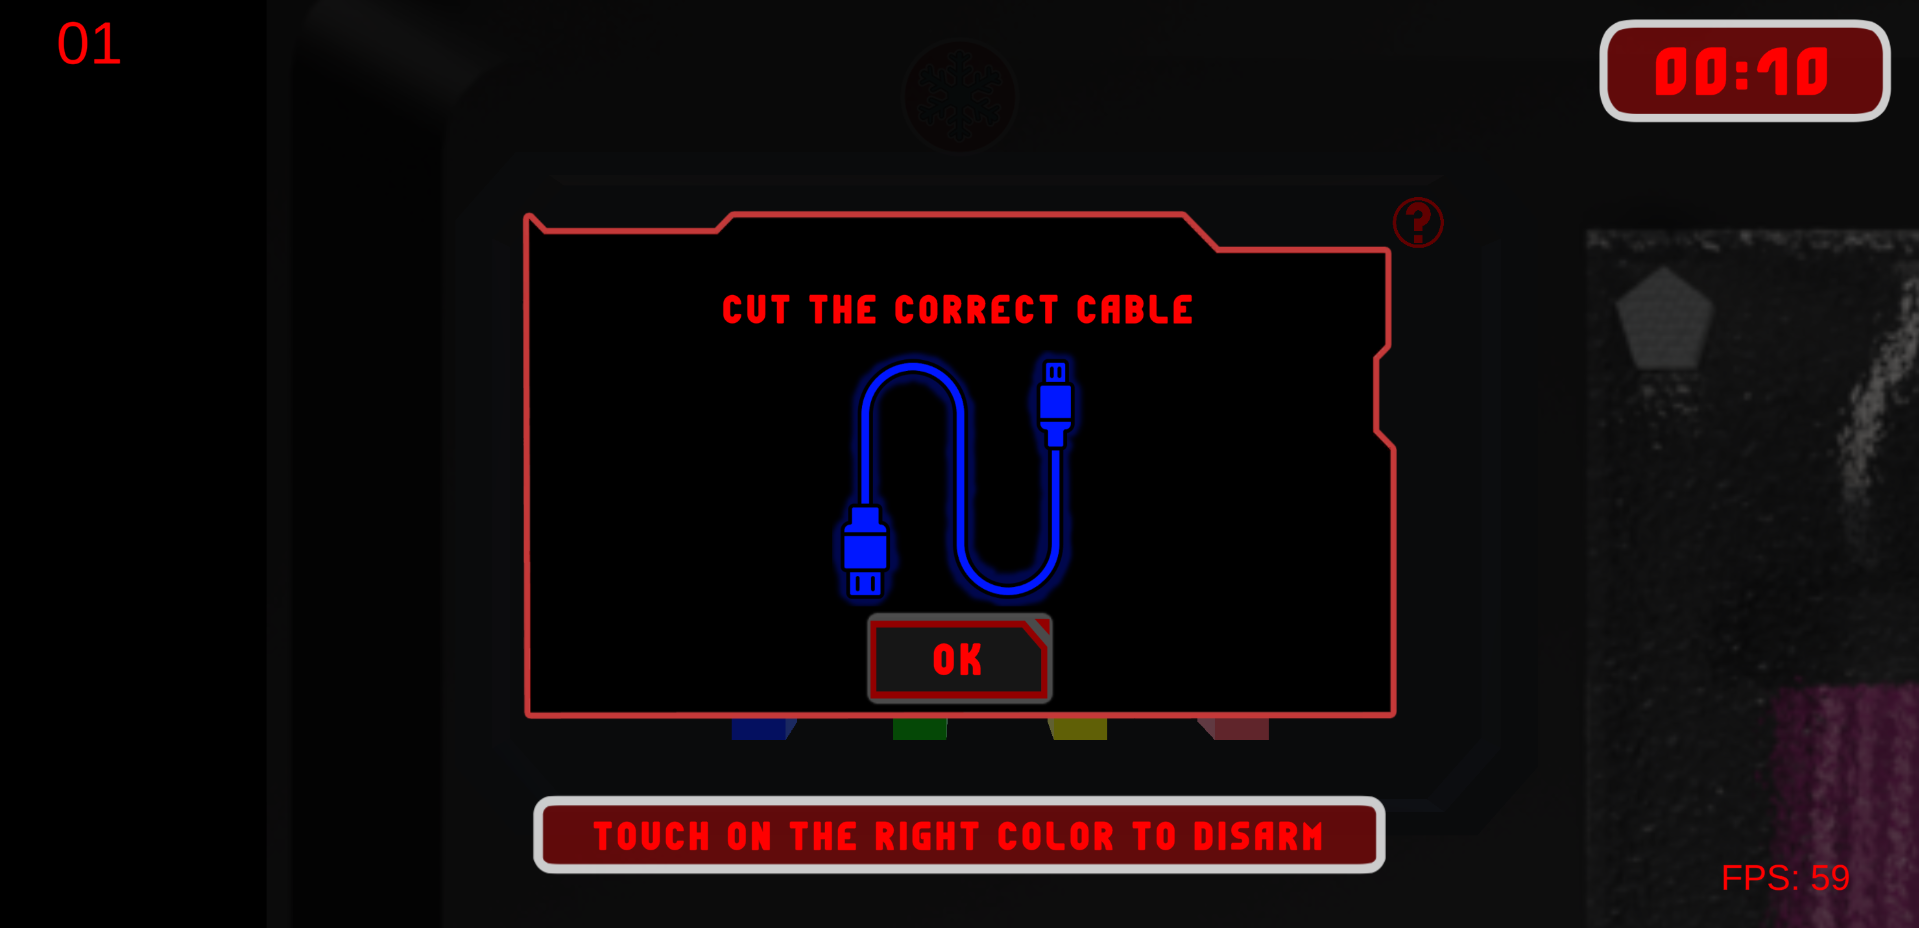 01
00:10
?
CUT THE CORRECT CABLE
OK
TOUCH ON THE RIGHT COLOR TO DISARM
FPS: 59